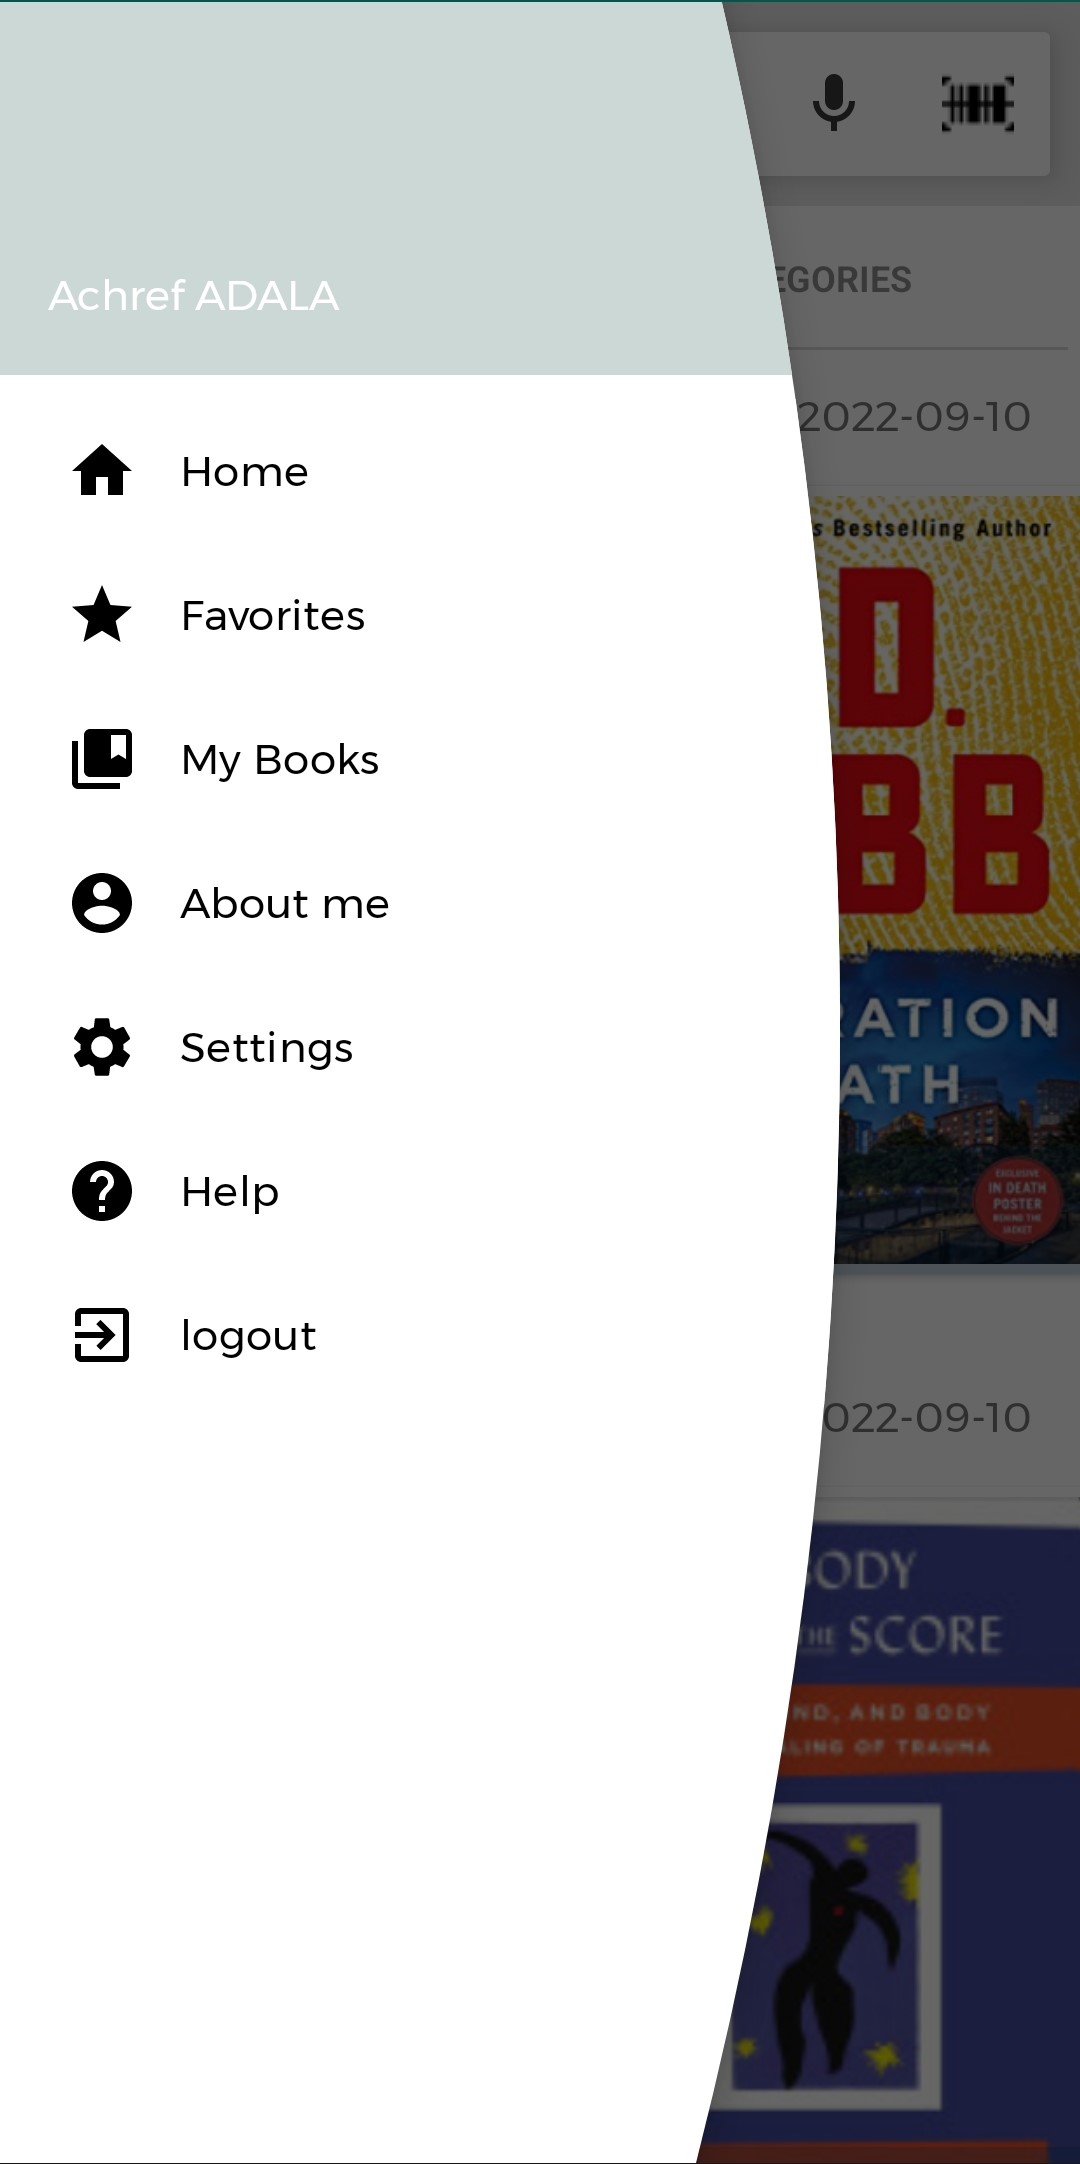 Achref ADALA
Home
Favorites
My Books
About me
Settings
Help
logout
EGORIES
2022-09-10
s Bestselling Author
D.
BB
RATION
ATH
EXCLUSIVE
IN DEATH
POSTER
BEHIND THE
JACKET
022-09-10
ODY
THE SCORE
ND, AND BODY
LING OF TRAUMA